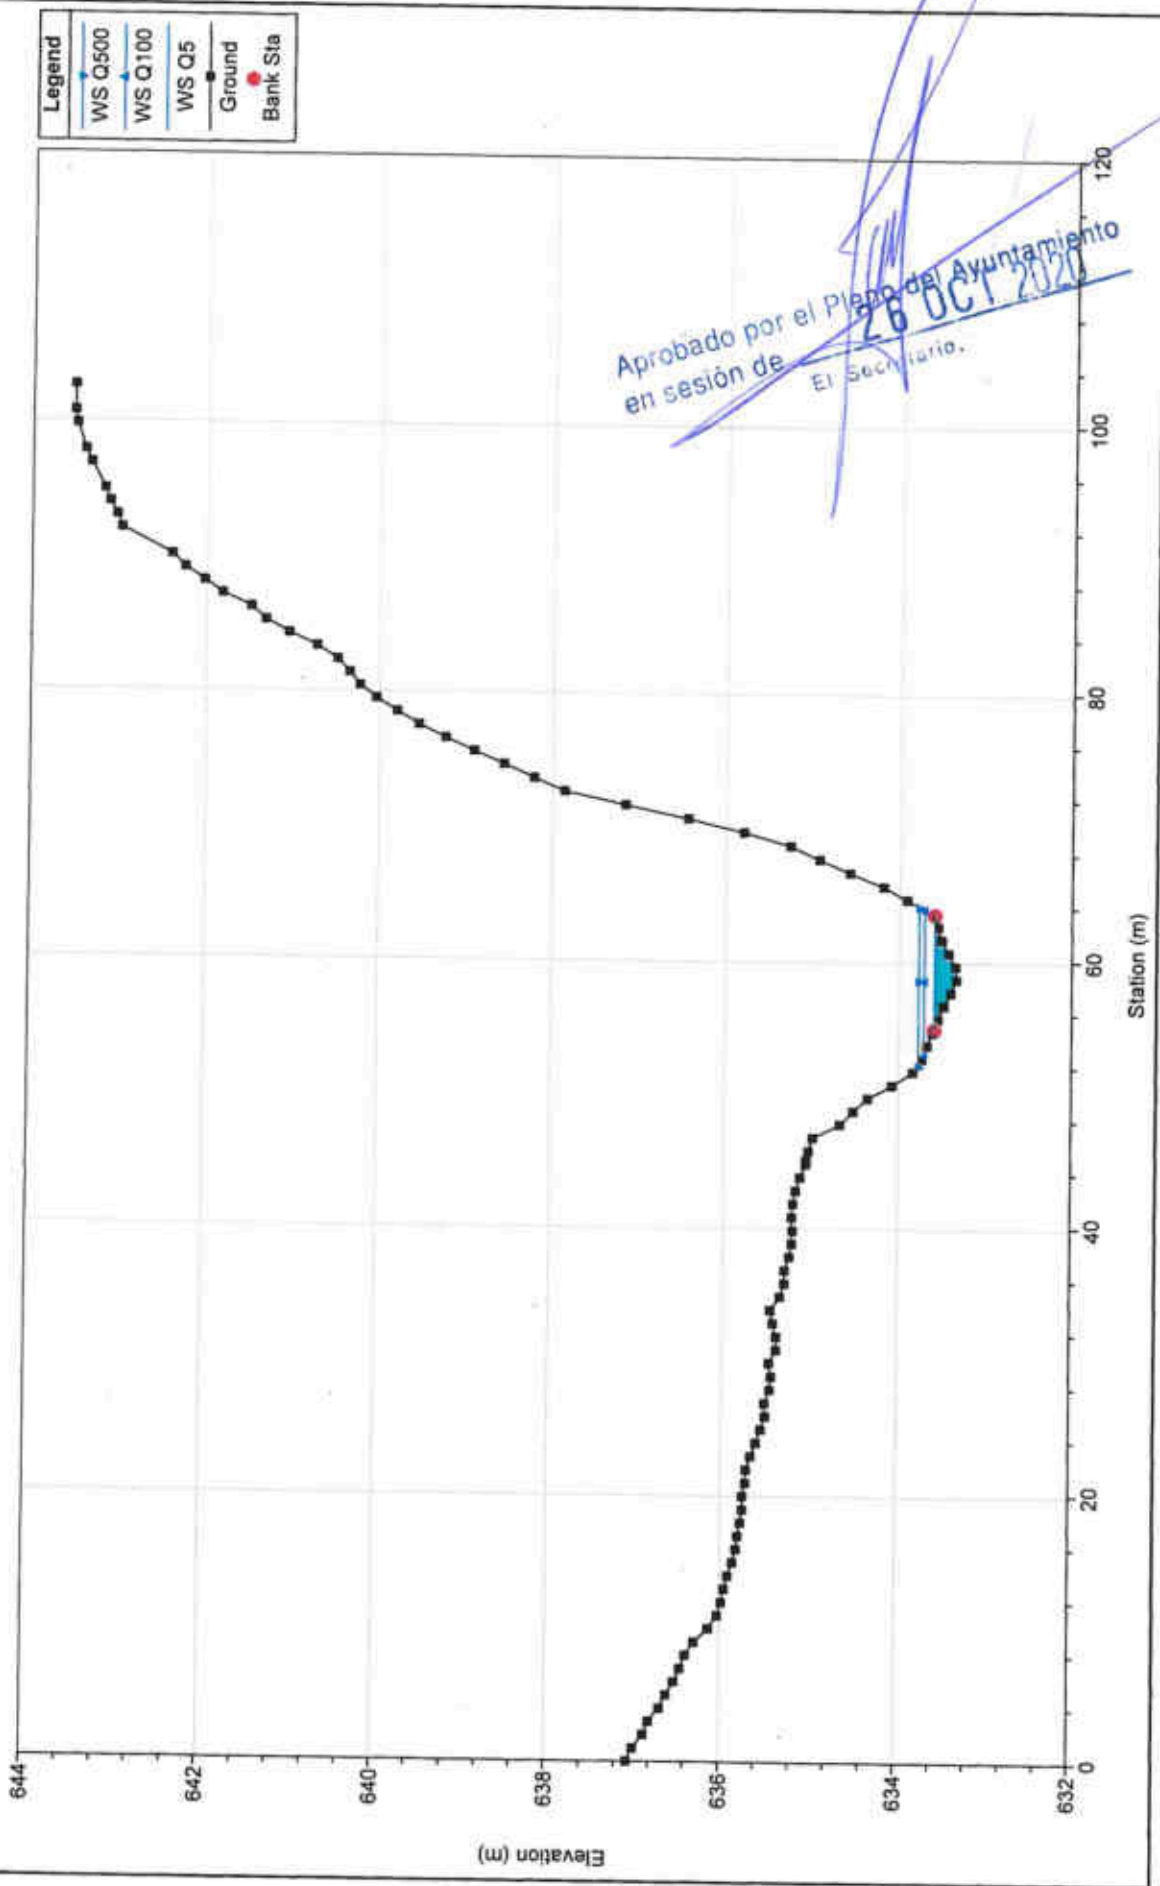 Legend
WS Q500
WS Q100
WS Q5
Ground
Bank Sta
644
642
640
638
636
634
632
Elevation (m)
0
20
40
60
80
100
120
Station (m)
Aprobado por el Pleno del Ayuntamiento
en sesión de 26 OCT 2020
El Secretario.